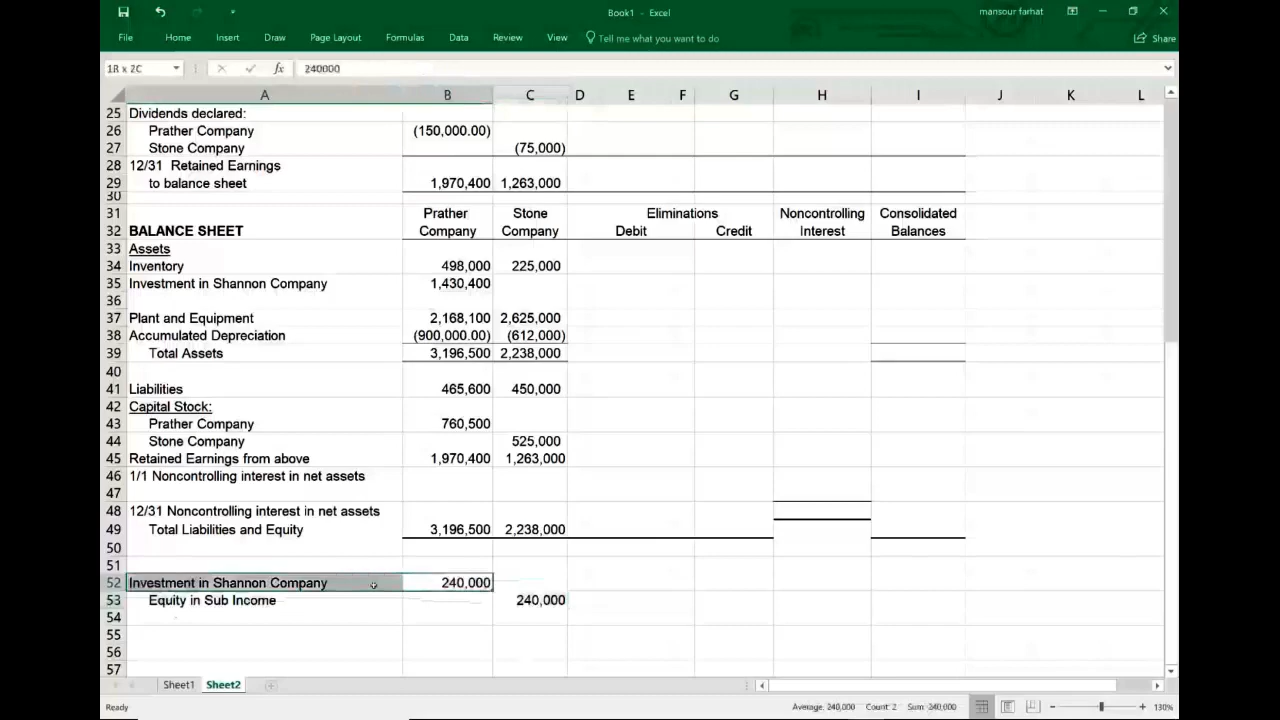 Book1 - Excel
mansour farhat
File Home Insert Draw Page Layout Formulas Data Review View Tell me what you want to do Share
1R x 2C fx 240000
A B C D E F G H I J K L
25 Dividends declared:
26 Prather Company (150,000.00)
27 Stone Company (75,000)
28 12/31 Retained Earnings
29 to balance sheet 1,970,400 1,263,000
30
31 Prather Stone Eliminations Noncontrolling Consolidated
32 BALANCE SHEET Company Company Debit Credit Interest Balances
33 Assets
34 Inventory 498,000 225,000
35 Investment in Shannon Company 1,430,400
36
37 Plant and Equipment 2,168,100 2,625,000
38 Accumulated Depreciation (900,000.00) (612,000)
39 Total Assets 3,196,500 2,238,000
40
41 Liabilities 465,600 450,000
42 Capital Stock:
43 Prather Company 760,500
44 Stone Company 525,000
45 Retained Earnings from above 1,970,400 1,263,000
46 1/1 Noncontrolling interest in net assets
47
48 12/31 Noncontrolling interest in net assets
49 Total Liabilities and Equity 3,196,500 2,238,000
50
51
52 Investment in Shannon Company 240,000
53 Equity in Sub Income 240,000
54
55
56
57
Sheet1 Sheet2
Ready Average: 240,000 Count: 2 Sum: 240,000 130%